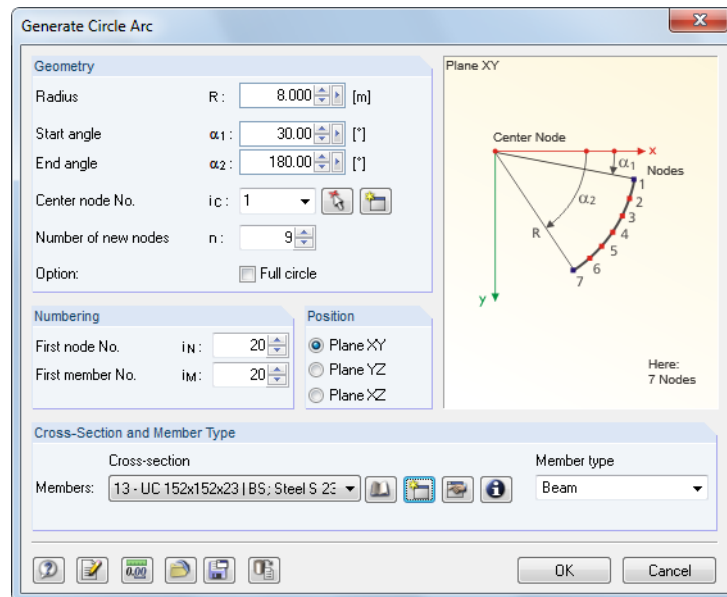 Generate Circle Arc
Geometry
Radius R: 8.000 [m]
Start angle α1: 30.00 [°]
End angle α2: 180.00 [°]
Center node No. iC: 1
Number of new nodes n: 9
Option: Full circle
Numbering
First node No. iN: 20
First member No. iM: 20
Position
Plane XY
Plane YZ
Plane XZ
Plane XY
Center Node
x
α1
Nodes
α2
1
2
3
R
4
5
6
7
y
Here:
7 Nodes
Cross-Section and Member Type
Cross-section Member type
Members: 13 - UC 152x152x23 | BS; Steel S 23 Beam
0.00
OK Cancel